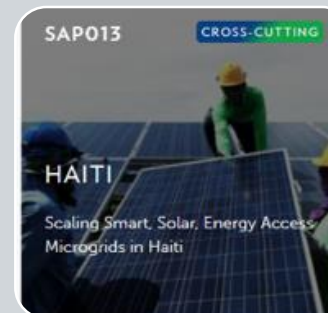 SAP013
CROSS-CUTTING
HAITI
Scaling Smart, Solar, Energy Access
Microgrids in Haiti